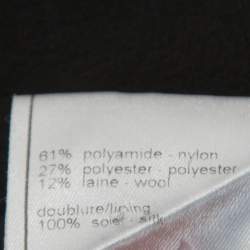 61% polyamide - nylon
27% polyester - polyester
12% laine - wool
doublure/lining
100% soie - silk